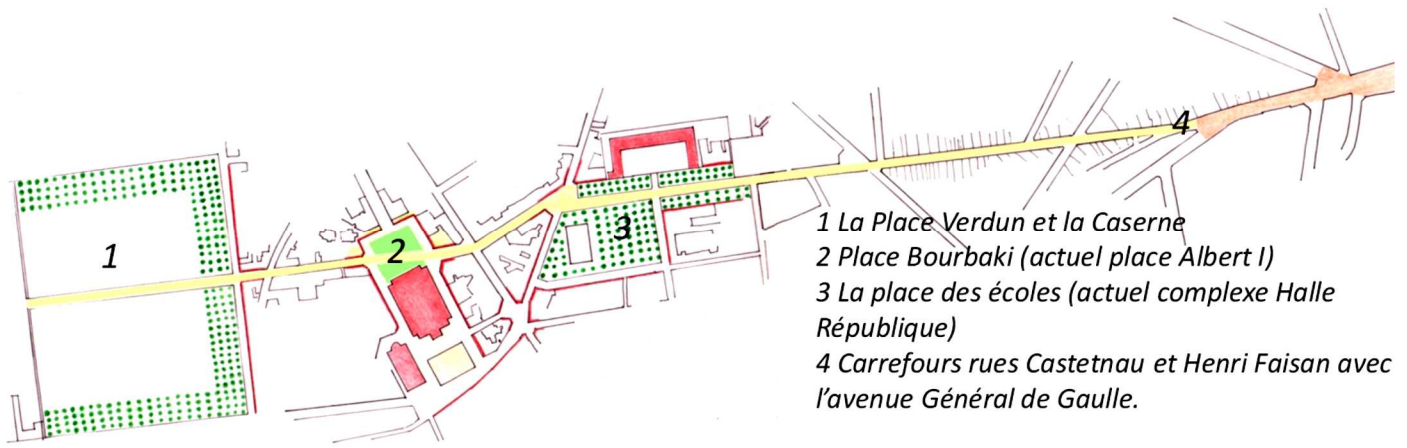 1
2
3
4
1 La Place Verdun et la Caserne
2 Place Bourbaki (actuel place Albert I)
3 La place des écoles (actuel complexe Halle
République)
4 Carrefours rues Castetnau et Henri Faisan avec
l’avenue Général de Gaulle.